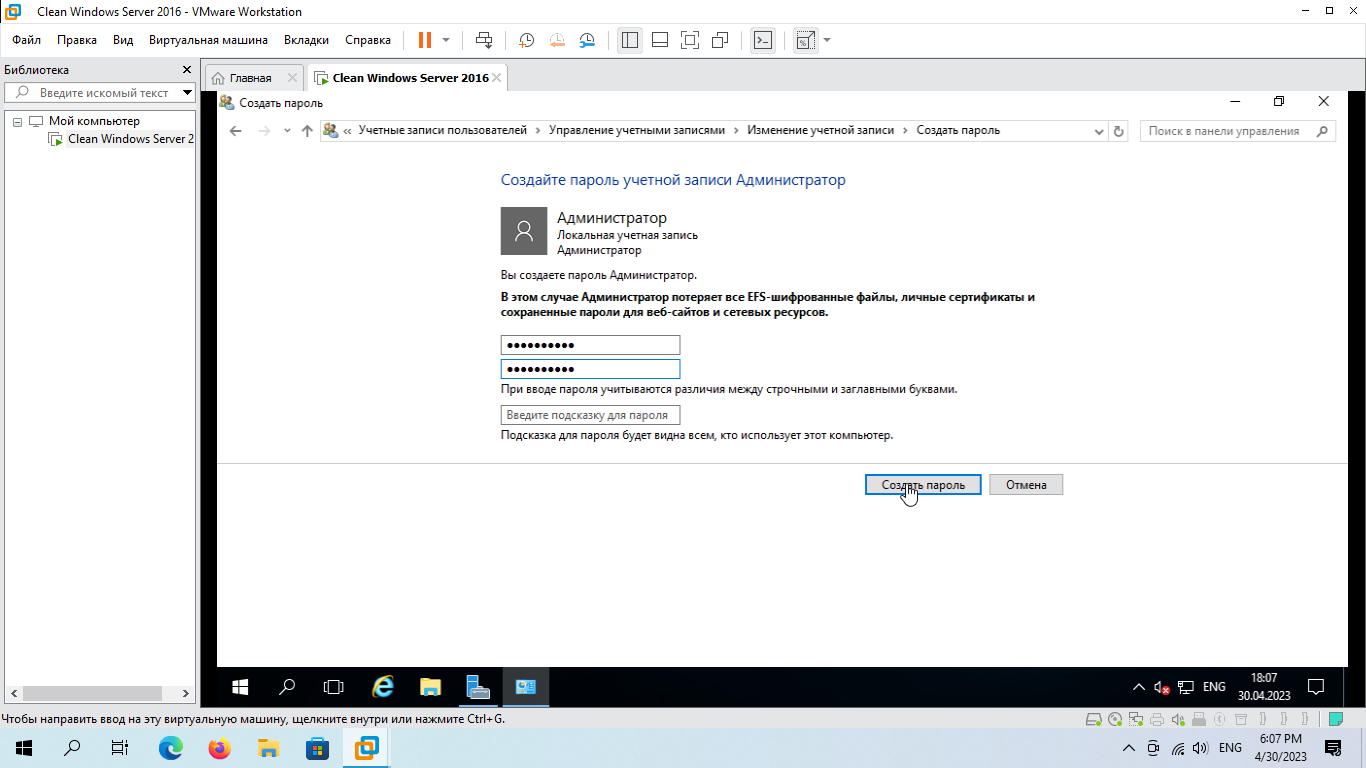 Clean Windows Server 2016 - VMware Workstation
Файл Правка Вид Виртуальная машина Вкладки Справка
Библиотека
Введите искомый текст
Мой компьютер
Clean Windows Server 2
Главная
Clean Windows Server 2016
Создать пароль
« Учетные записи пользователей › Управление учетными записями › Изменение учетной записи › Создать пароль
Поиск в панели управления
Создайте пароль учетной записи Администратор
Администратор
Локальная учетная запись
Администратор
Вы создаете пароль Администратор.
В этом случае Администратор потеряет все EFS-шифрованные файлы, личные сертификаты и
сохраненные пароли для веб-сайтов и сетевых ресурсов.
●●●●●●●●●●
●●●●●●●●●●
При вводе пароля учитываются различия между строчными и заглавными буквами.
Введите подсказку для пароля
Подсказка для пароля будет видна всем, кто использует этот компьютер.
Создать пароль
Отмена
ENG
18:07
30.04.2023
Чтобы направить ввод на эту виртуальную машину, щелкните внутри или нажмите Ctrl+G.
ENG
6:07 PM
4/30/2023